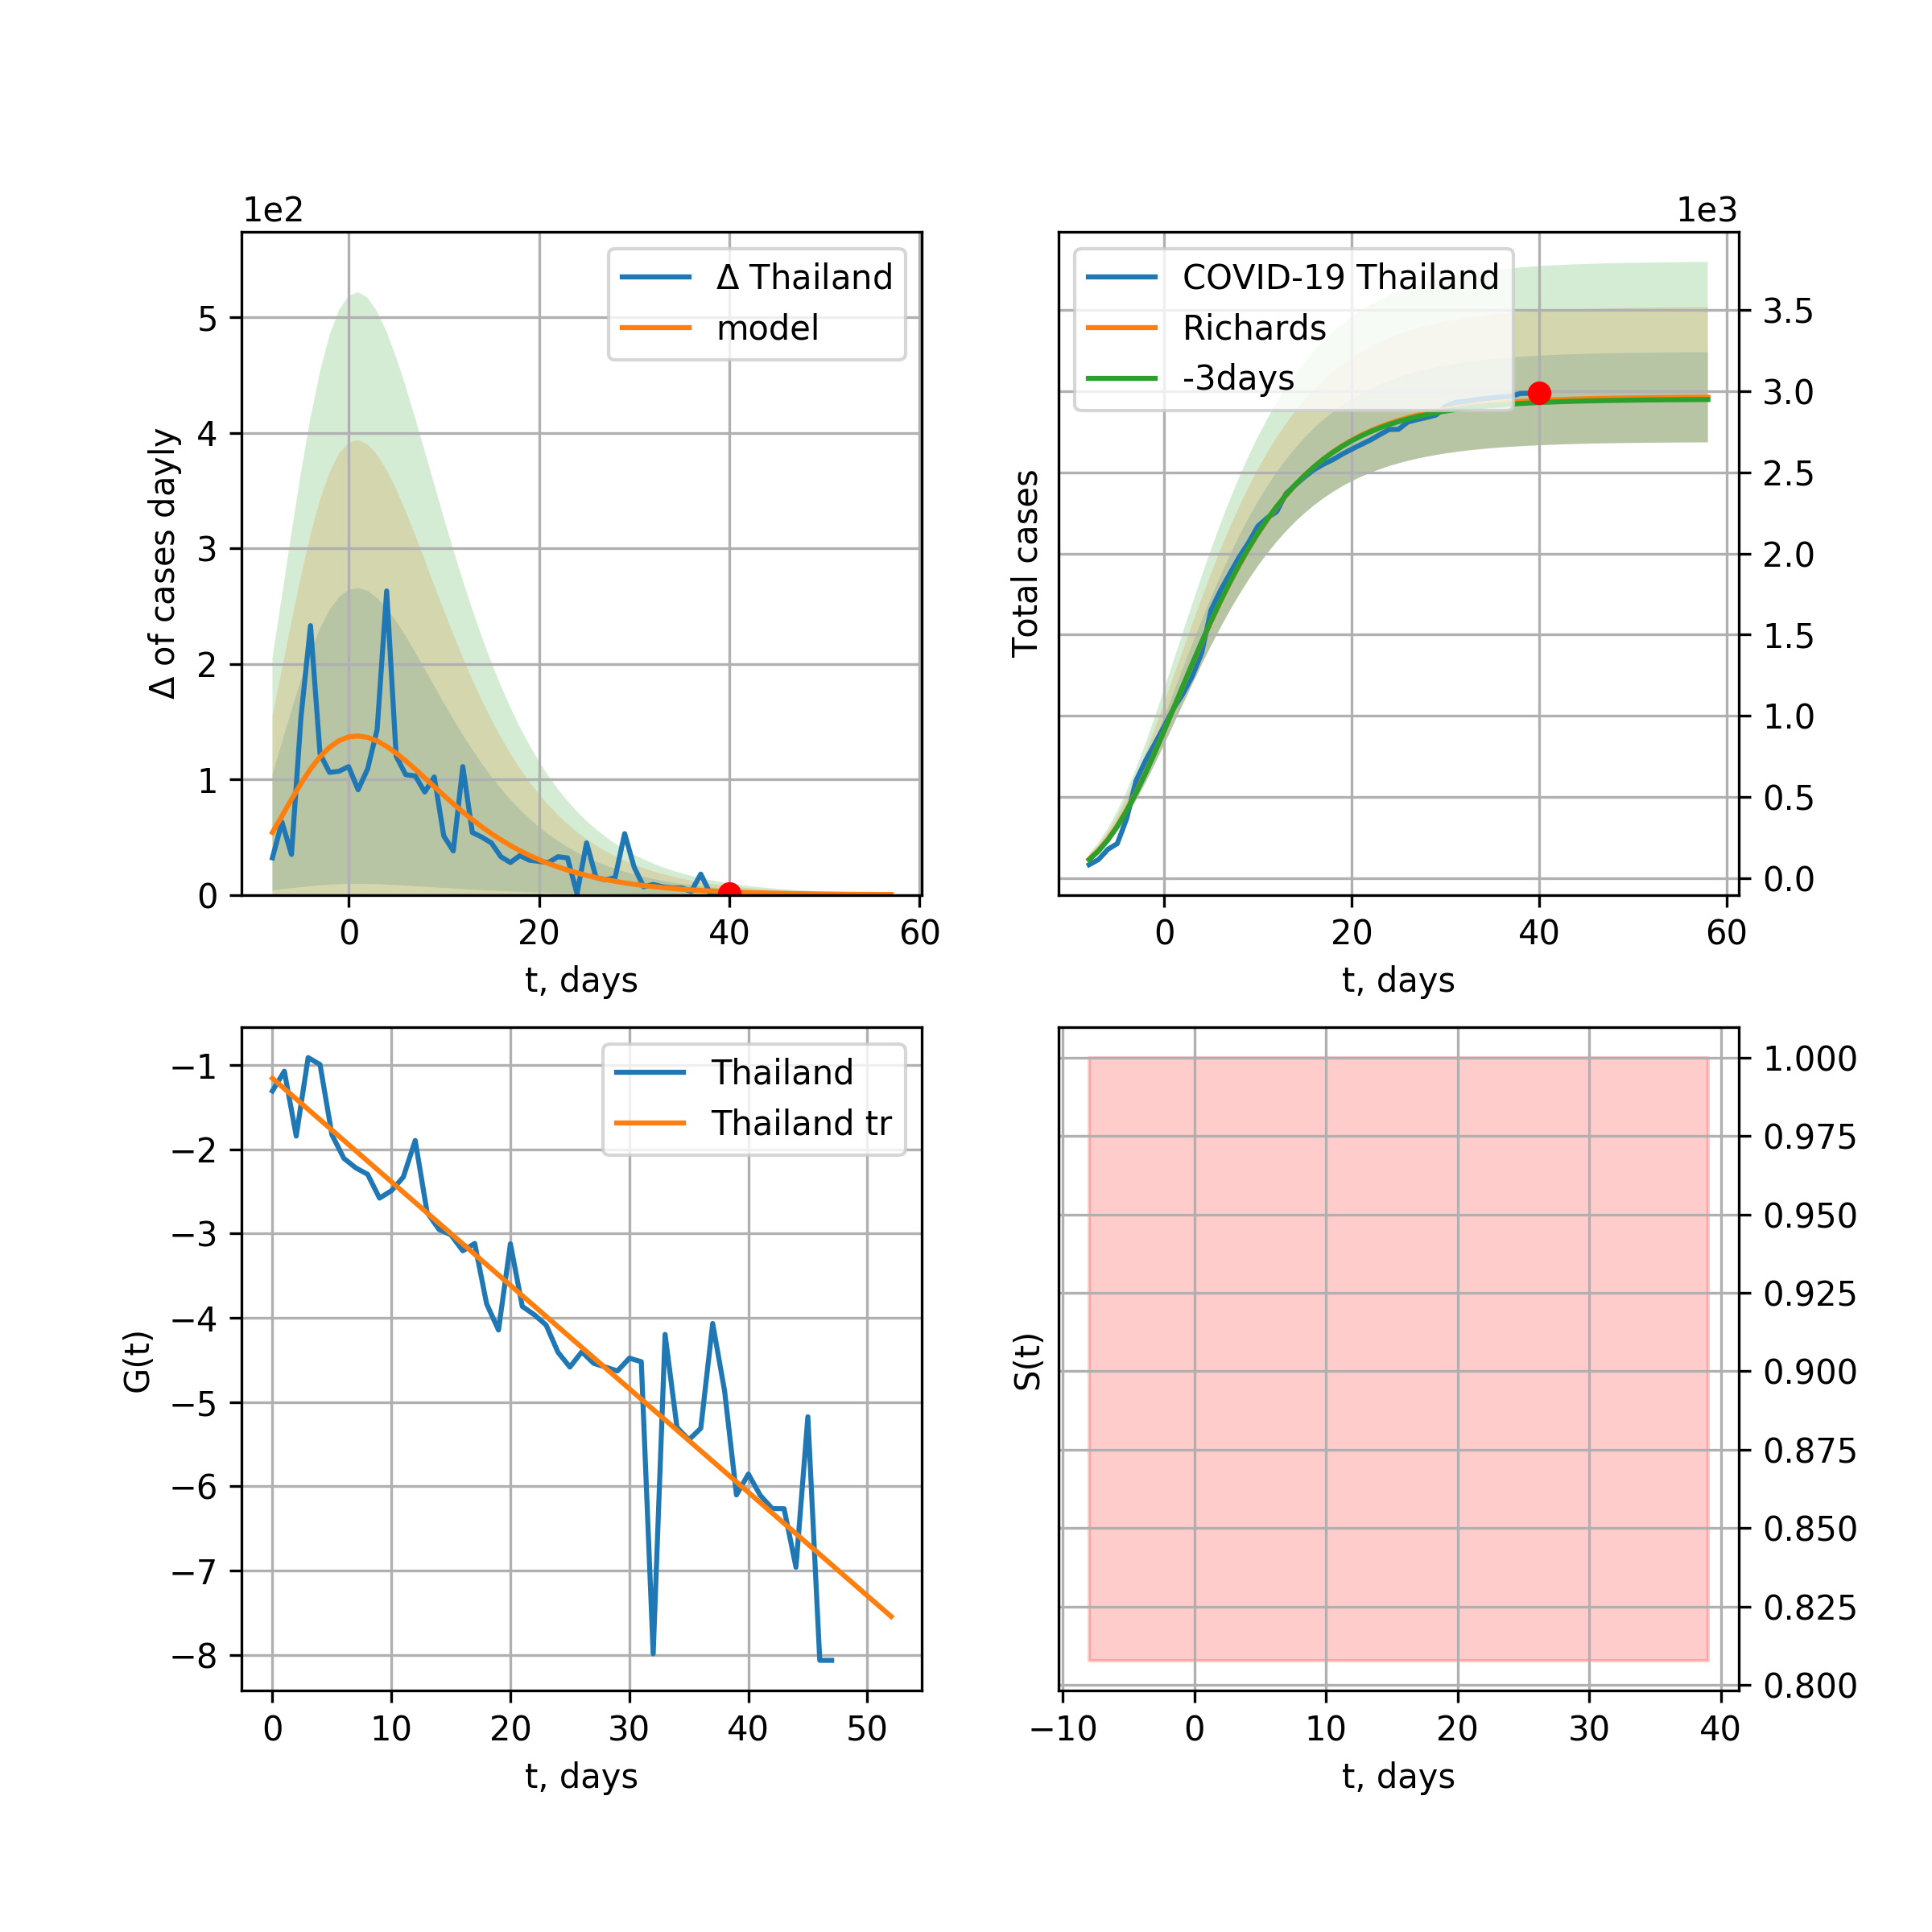 1e2
Δ of cases dayly
5
4
3
2
1
0
0 20 40 60
t, days
Δ Thailand
model
1e3
Total cases
3.5
3.0
2.5
2.0
1.5
1.0
0.5
0.0
0 20 40 60
t, days
COVID-19 Thailand
Richards
-3days
G(t)
−1
−2
−3
−4
−5
−6
−7
−8
0 10 20 30 40 50
t, days
Thailand
Thailand tr
S(t)
1.000
0.975
0.950
0.925
0.900
0.875
0.850
0.825
0.800
−10 0 10 20 30 40
t, days